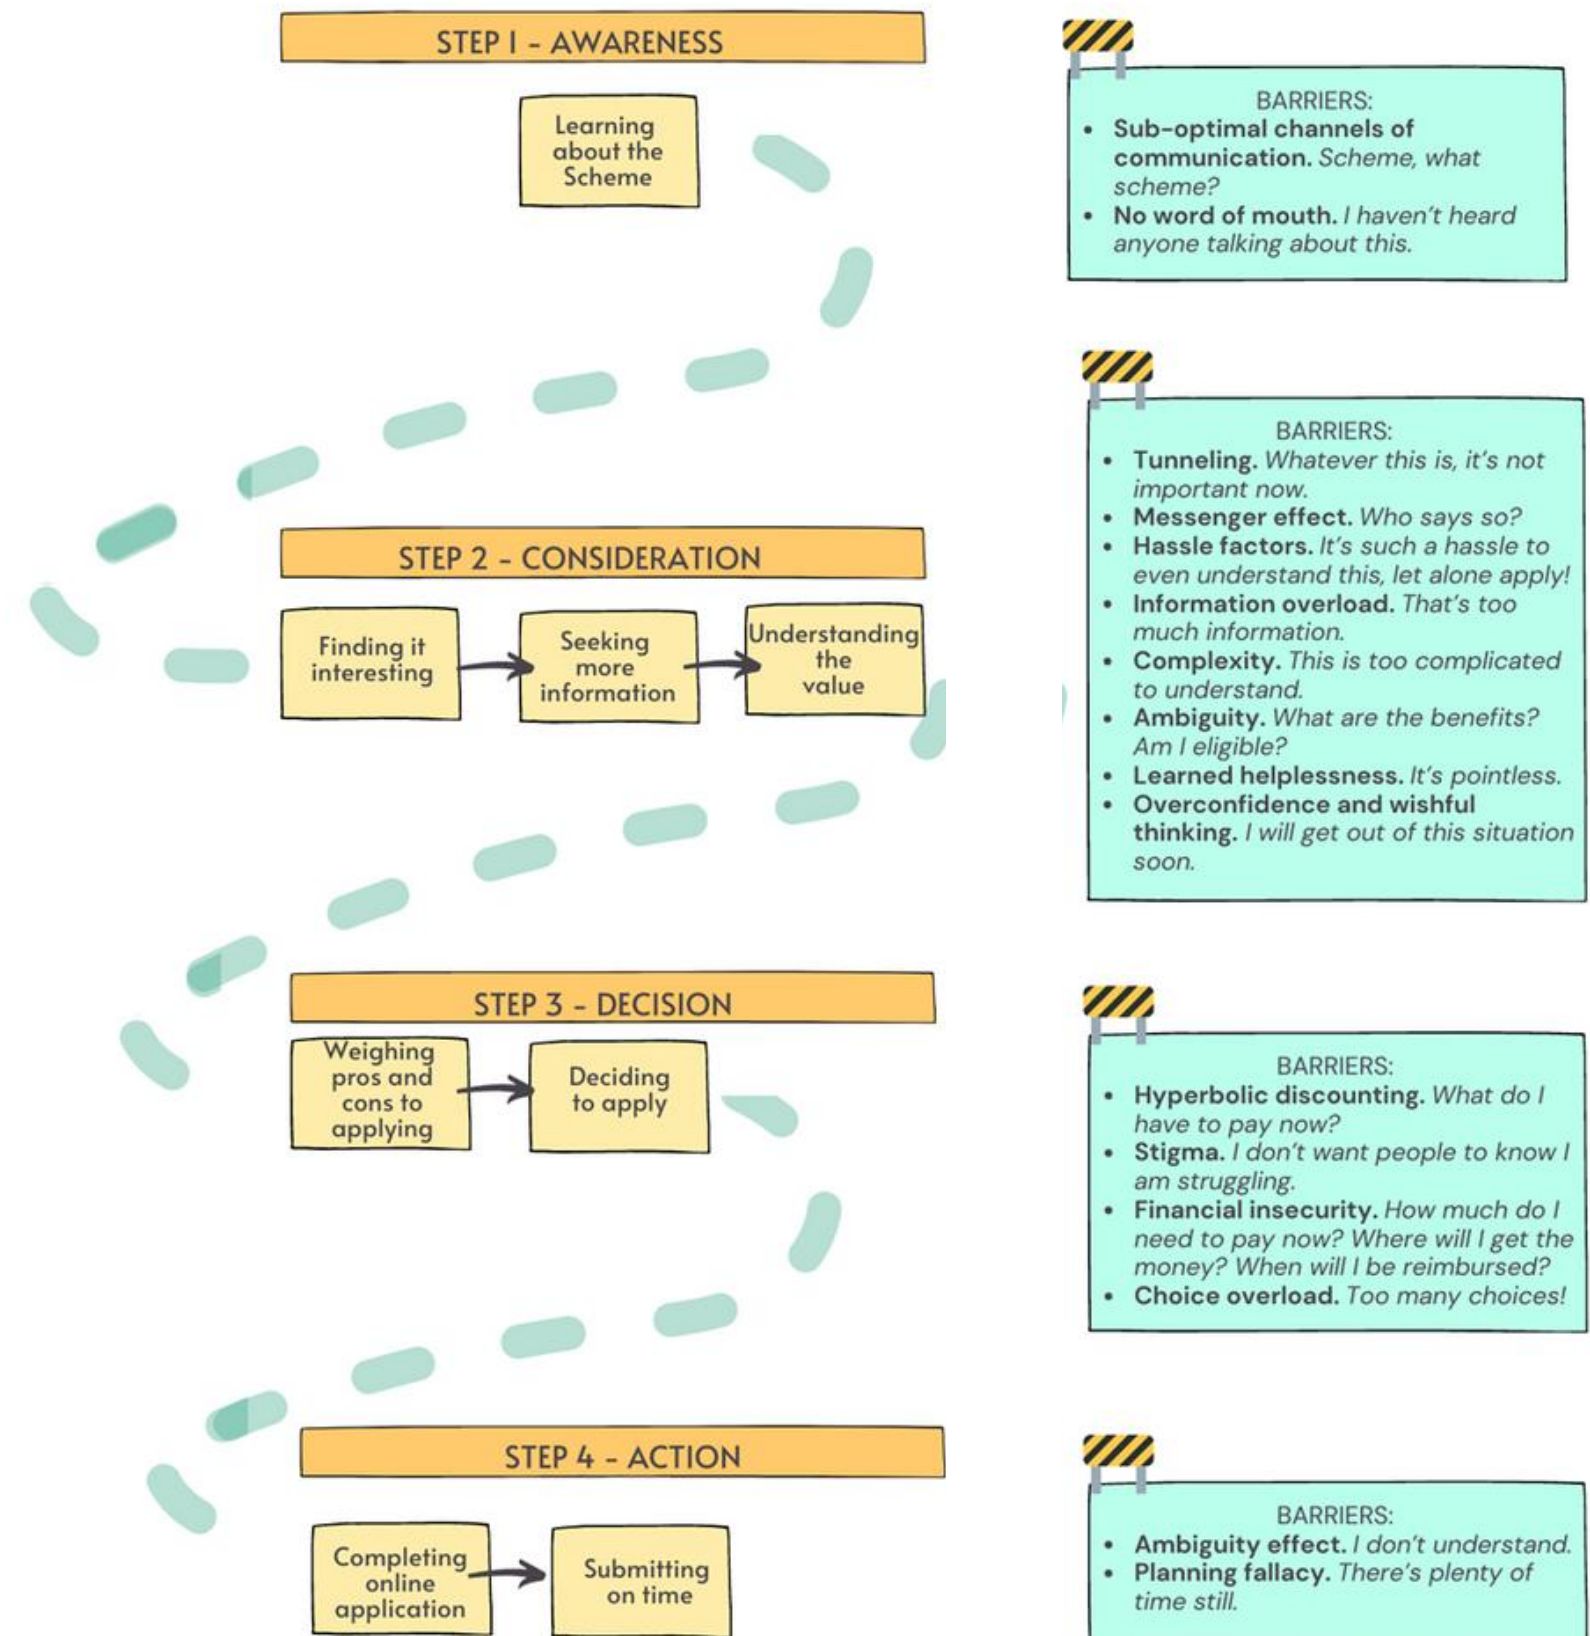 STEP 1 - AWARENESS
Learning
about the
Scheme
BARRIERS:
• Sub-optimal channels of
communication. Scheme, what
scheme?
• No word of mouth. I haven't heard
anyone talking about this.
STEP 2 - CONSIDERATION
Finding it
interesting
Seeking
more
information
Understanding
the
value
BARRIERS:
• Tunneling. Whatever this is, it's not
important now.
• Messenger effect. Who says so?
• Hassle factors. It's such a hassle to
even understand this, let alone apply!
• Information overload. That's too
much information.
• Complexity. This is too complicated
to understand.
• Ambiguity. What are the benefits?
Am I eligible?
• Learned helplessness. It's pointless.
• Overconfidence and wishful
thinking. I will get out of this situation
soon.
STEP 3 - DECISION
Weighing
pros and
cons to
applying
Deciding
to apply
BARRIERS:
• Hyperbolic discounting. What do I
have to pay now?
• Stigma. I don't want people to know I
am struggling.
• Financial insecurity. How much do I
need to pay now? Where will I get the
money? When will I be reimbursed?
• Choice overload. Too many choices!
STEP 4 - ACTION
Completing
online
application
Submitting
on time
BARRIERS:
• Ambiguity effect. I don't understand.
• Planning fallacy. There's plenty of
time still.